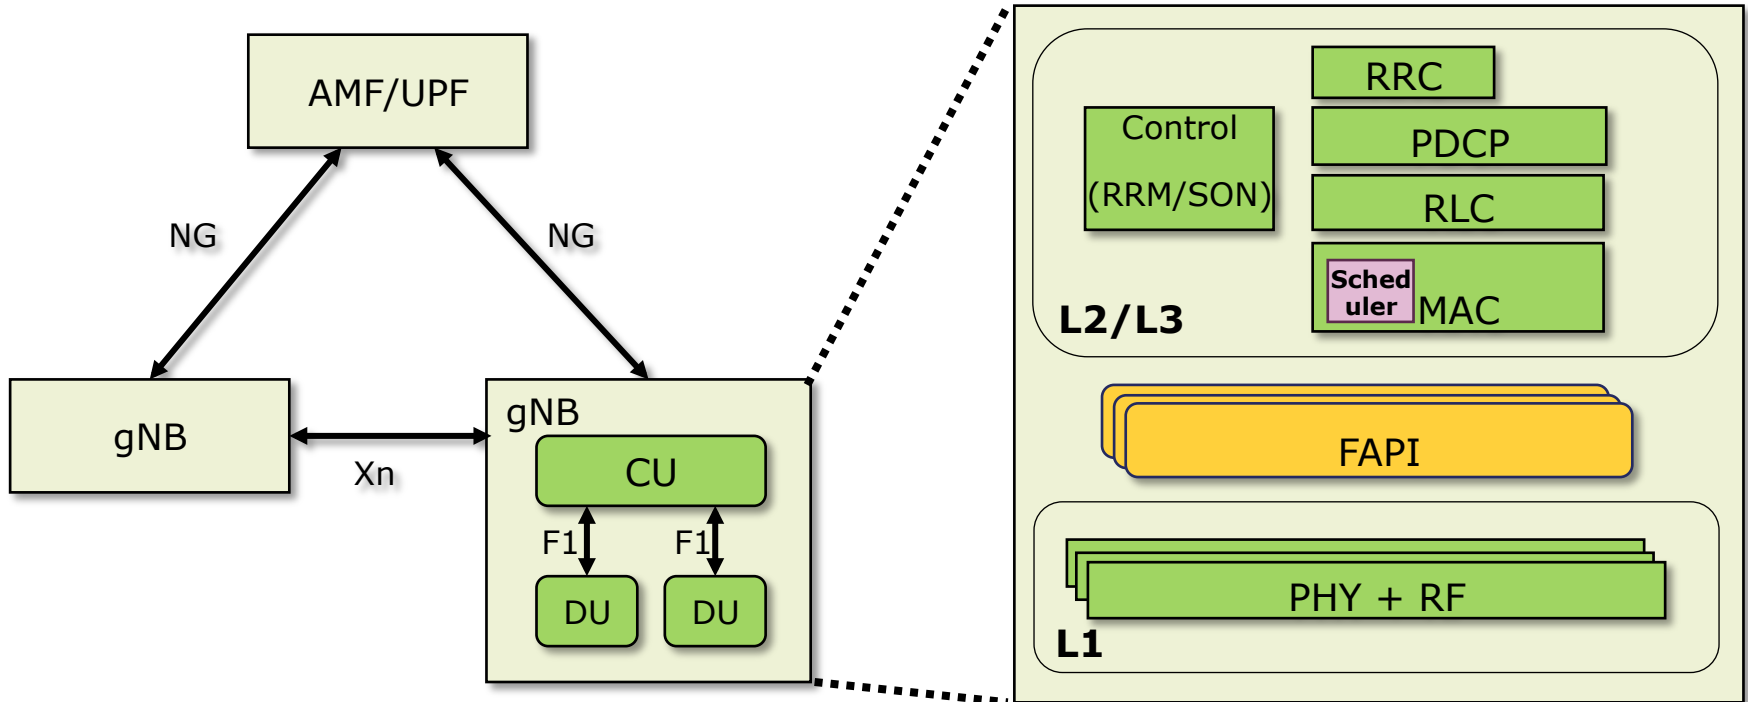 AMF/UPF
NG
NG
gNB
Xn
gNB
CU
F1
F1
DU
DU
RRC
Control
(RRM/SON)
PDCP
RLC
Sched
uler
MAC
L2/L3
FAPI
PHY + RF
L1